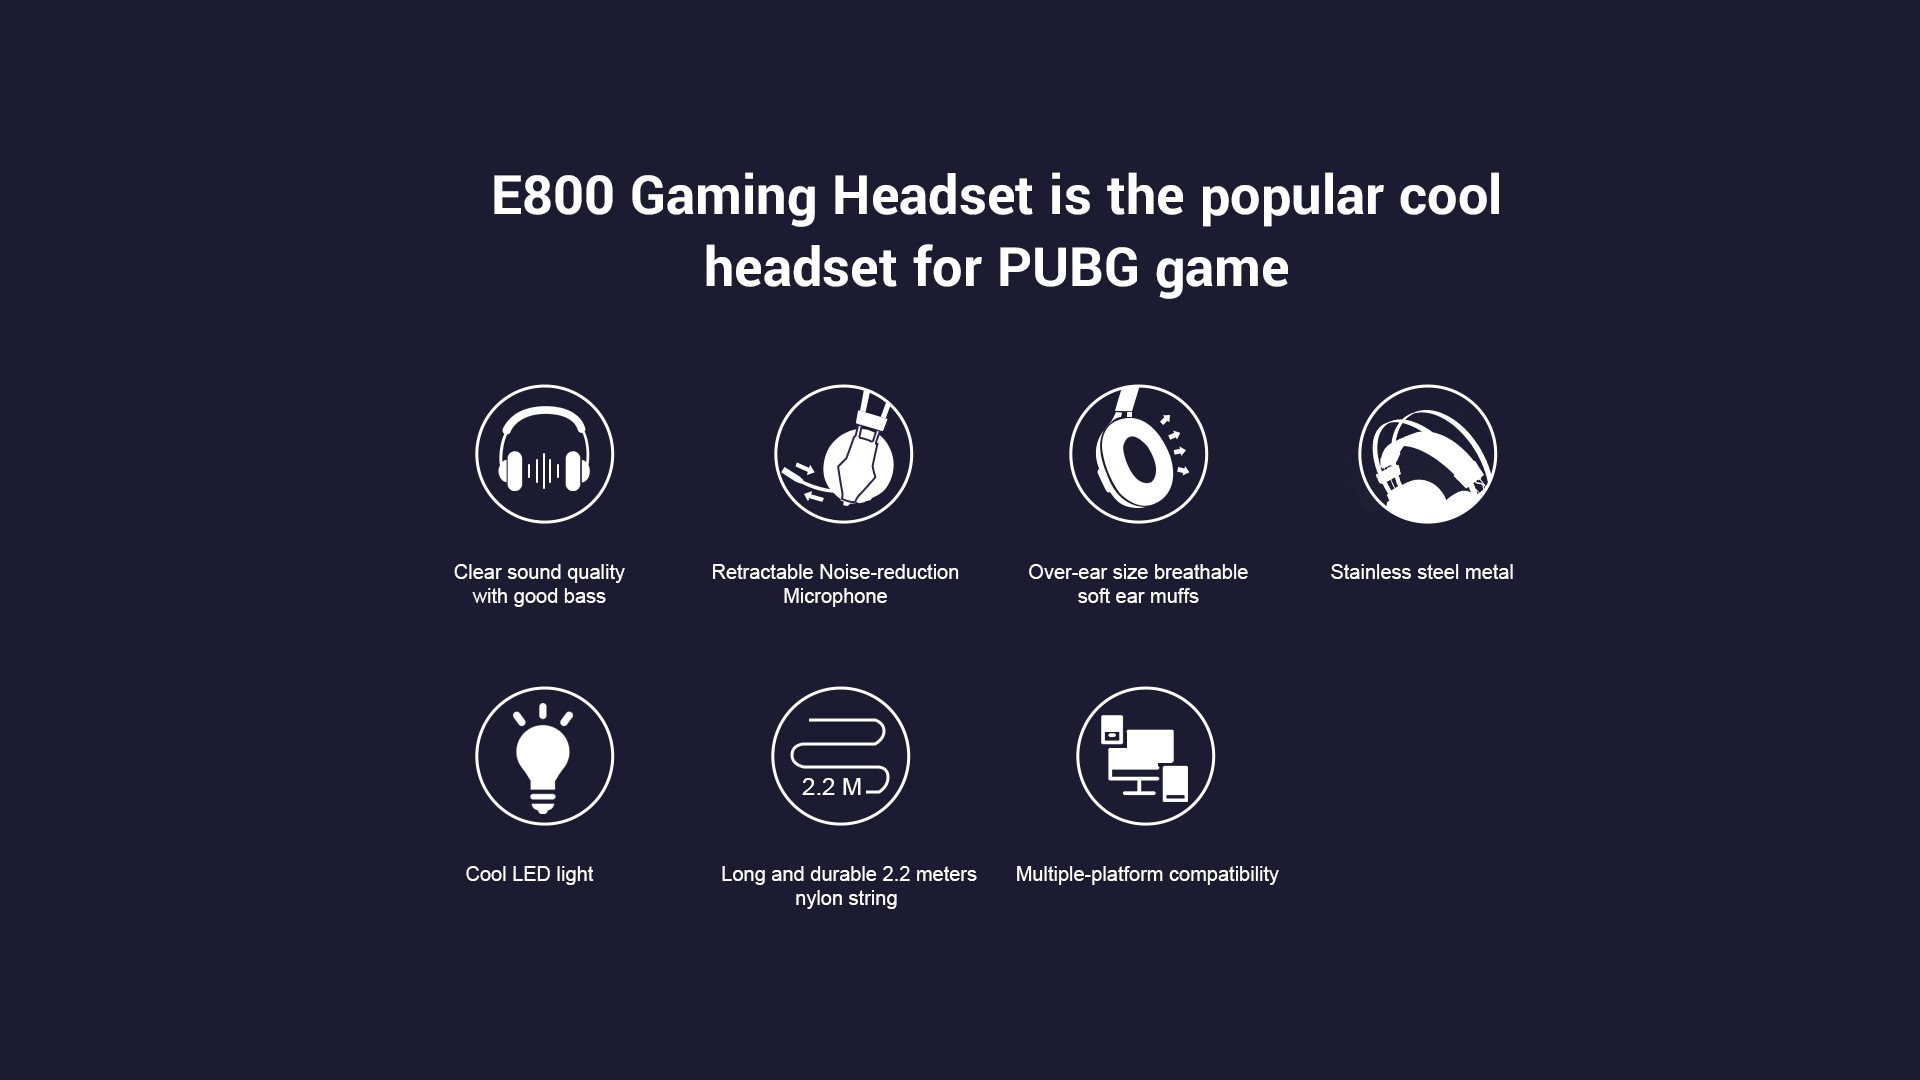 E800 Gaming Headset is the popular cool
headset for PUBG game
Clear sound quality
with good bass
Retractable Noise-reduction
Microphone
Over-ear size breathable
soft ear muffs
Stainless steel metal
2.2 M
Cool LED light
Long and durable 2.2 meters
nylon string
Multiple-platform compatibility